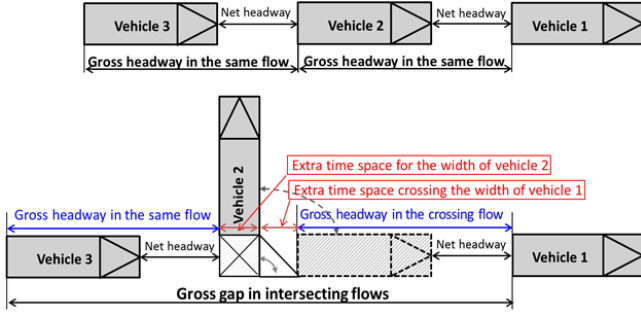 Vehicle 3
Net headway
Vehicle 2
Net headway
Vehicle 1
Gross headway in the same flow
Gross headway in the same flow
Vehicle 2
Extra time space for the width of vehicle 2
Extra time space crossing the width of vehicle 1
Gross headway in the same flow
Gross headway in the crossing flow
Vehicle 3
Net headway
Net headway
Vehicle 1
Gross gap in intersecting flows